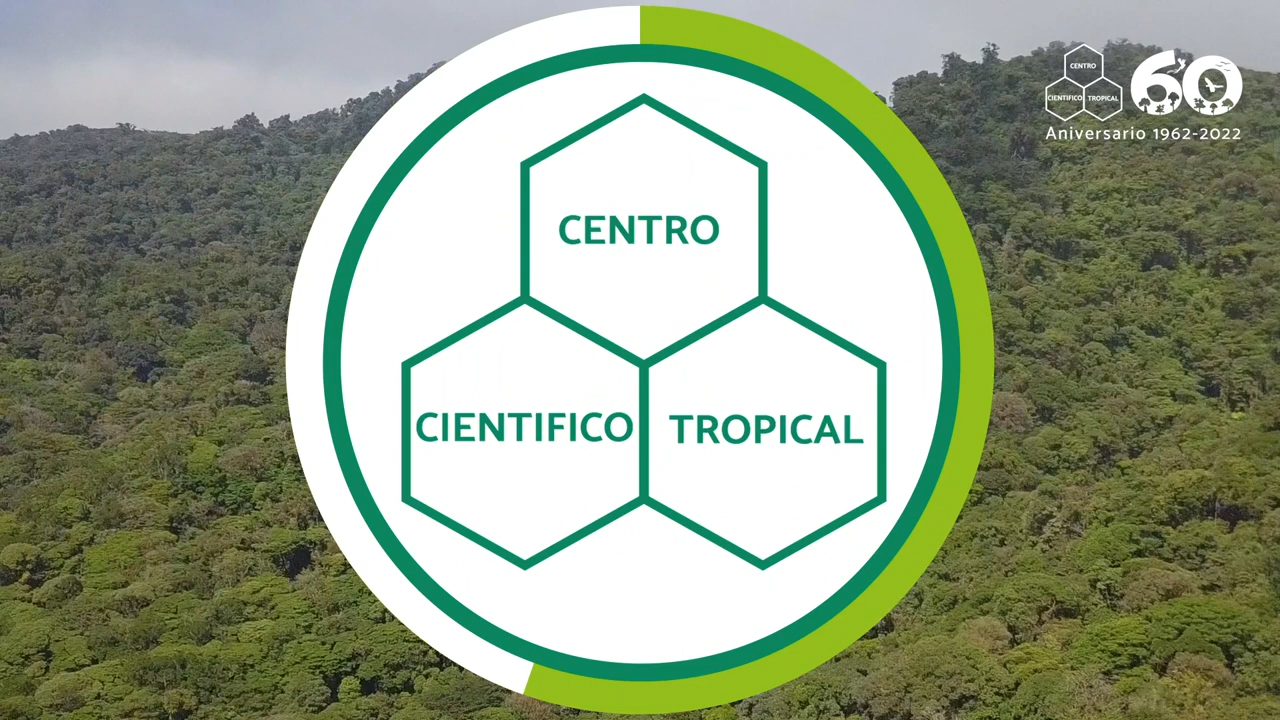 CENTRO
CIENTIFICO TROPICAL
CENTRO
CIENTIFICO TROPICAL
60
Aniversario 1962-2022